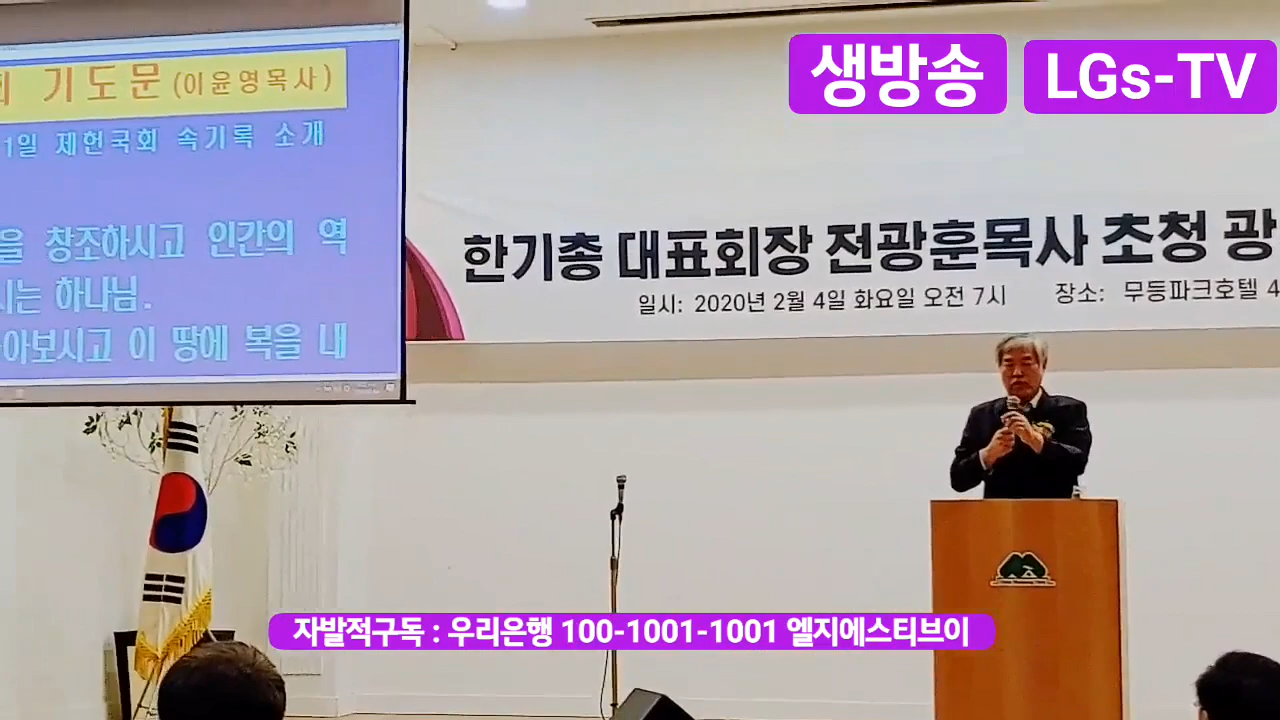 생방송 LGs-TV
회 기도문(이윤영목사)
1일 제헌국회 속기록 소개
을 창조하시고 인간의 역
시는 하나님.
아보시고 이 땅에 복을 내
한기총 대표회장 전광훈목사 초청 광
일시: 2020년 2월 4일 화요일 오전 7시 장소: 무등파크호텔 4
자발적구독 : 우리은행 100-1001-1001 엘지에스티브이